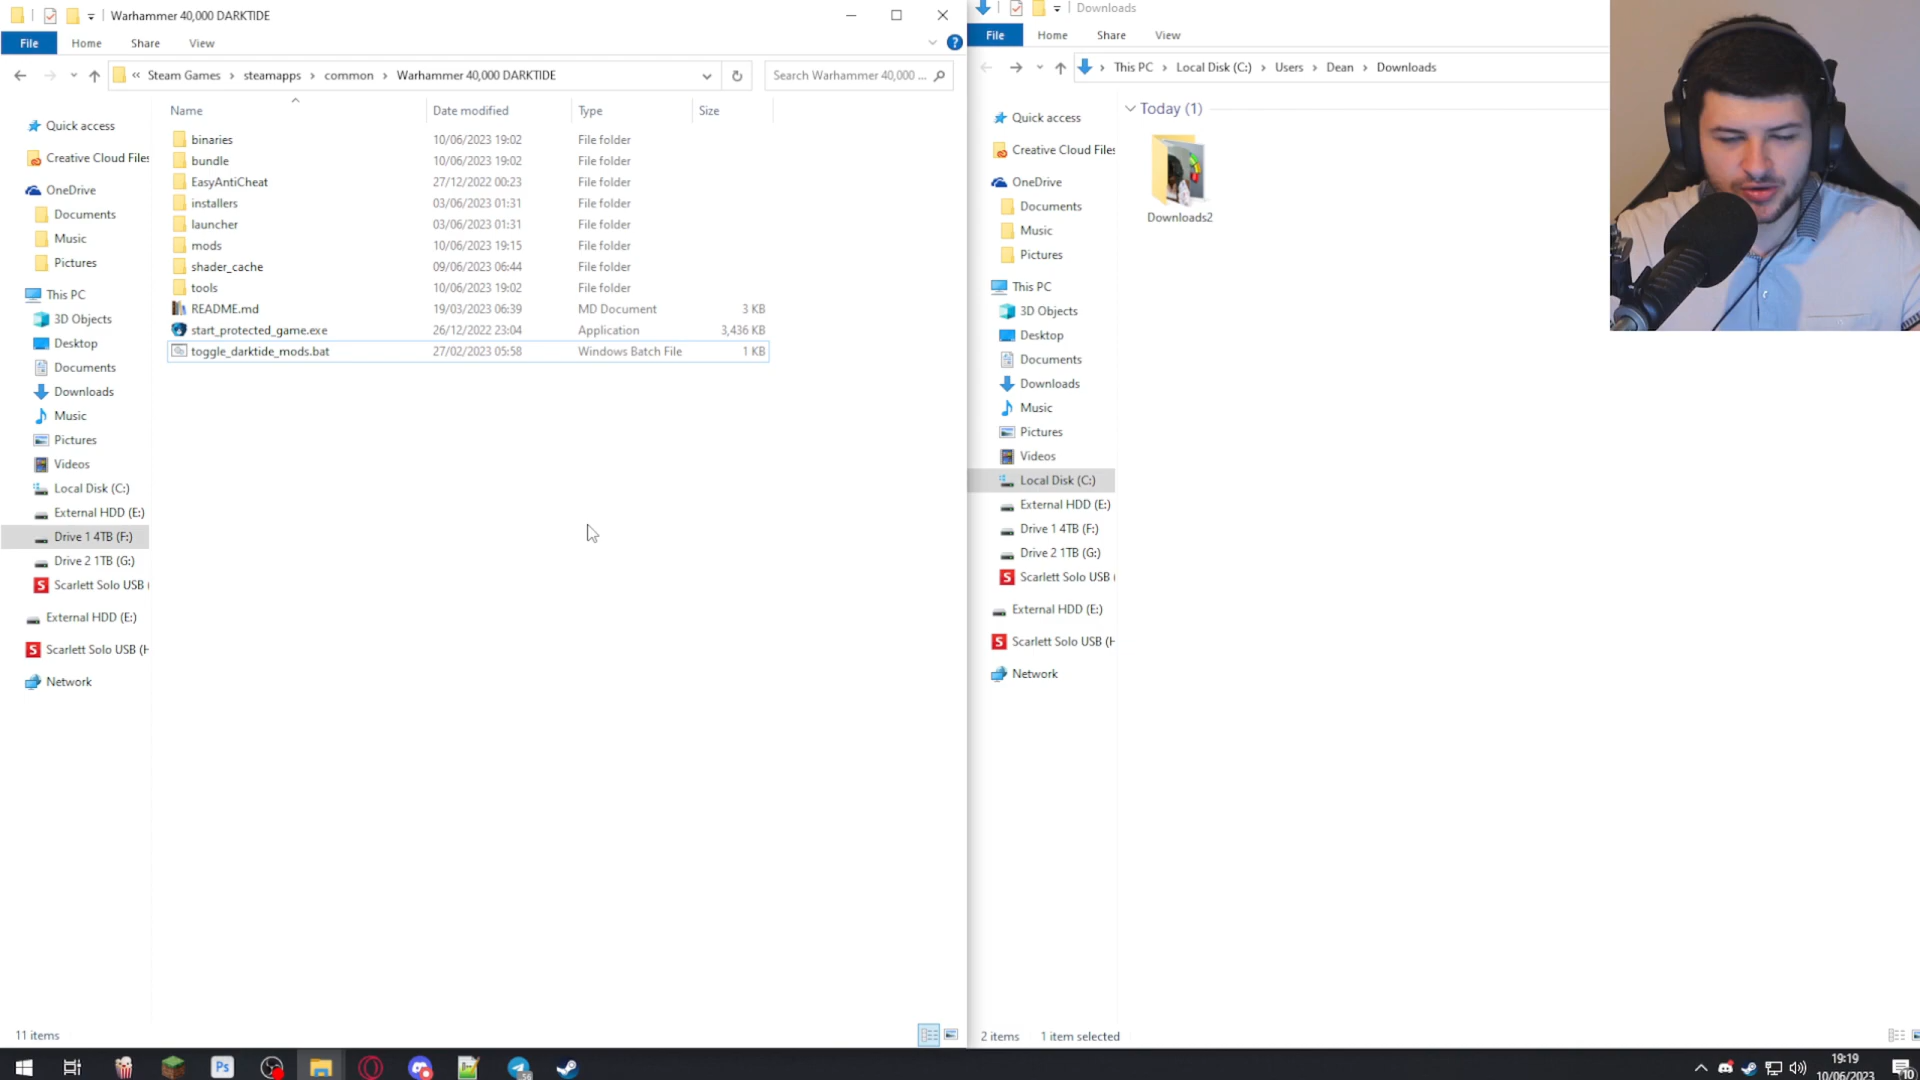 Warhammer 40,000 DARKTIDE
File Home Share View
« Steam Games › steamapps › common › Warhammer 40,000 DARKTIDE
Search Warhammer 40,000 ...
Name Date modified Type Size
binaries 10/06/2023 19:02 File folder
bundle 10/06/2023 19:02 File folder
EasyAntiCheat 27/12/2022 00:23 File folder
installers 03/06/2023 01:31 File folder
launcher 03/06/2023 01:31 File folder
mods 10/06/2023 19:15 File folder
shader_cache 09/06/2023 06:44 File folder
tools 10/06/2023 19:02 File folder
README.md 19/03/2023 06:39 MD Document 3 KB
start_protected_game.exe 26/12/2022 23:04 Application 3,436 KB
toggle_darktide_mods.bat 27/02/2023 05:58 Windows Batch File 1 KB
Quick access
Creative Cloud Files
OneDrive
Documents
Music
Pictures
This PC
3D Objects
Desktop
Documents
Downloads
Music
Pictures
Videos
Local Disk (C:)
External HDD (E:)
Drive 1 4TB (F:)
Drive 2 1TB (G:)
Scarlett Solo USB (
External HDD (E:)
Scarlett Solo USB (H
Network
11 items
Downloads
File Home Share View
› This PC › Local Disk (C:) › Users › Dean › Downloads
Today (1)
Downloads2
Quick access
Creative Cloud Files
OneDrive
Documents
Music
Pictures
This PC
3D Objects
Desktop
Documents
Downloads
Music
Pictures
Videos
Local Disk (C:)
External HDD (E:)
Drive 1 4TB (F:)
Drive 2 1TB (G:)
Scarlett Solo USB (
External HDD (E:)
Scarlett Solo USB (H
Network
2 items 1 item selected
Ps
19:19
10/06/2023
10